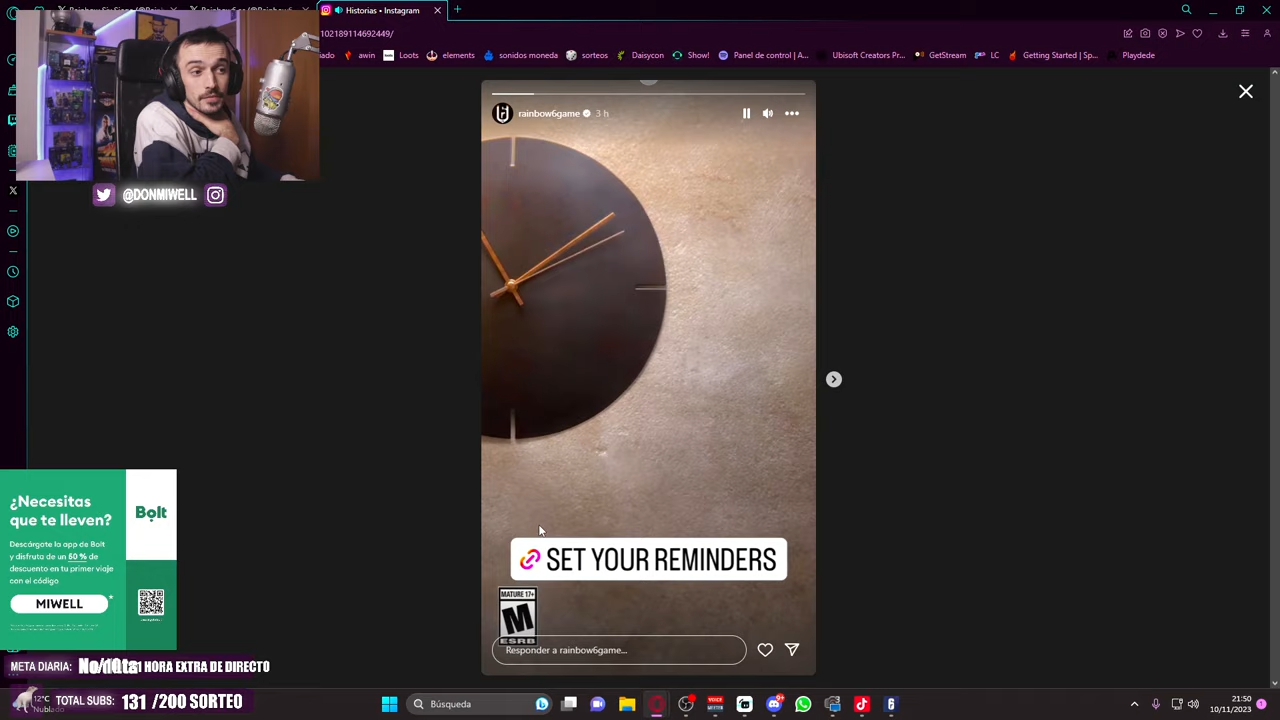 Historias • Instagram
102189114692449/
awin
Loots
elements
sonidos moneda
sorteos
Daisycon
Show!
Panel de control | A...
Ubisoft Creators Pr...
GetStream
LC
Getting Started | Sp...
Playdede
rainbow6game 3 h
@DONMIWELL
¿Necesitas
que te lleven?
Descárgate la app de Bolt
y disfruta de un 50 % de
descuento en tu primer viaje
con el código
MIWELL
*
Bolt
SET YOUR REMINDERS
MATURE 17+
M
ESRB
Responder a rainbow6game...
META DIARIA:
1 HORA EXTRA DE DIRECTO
TOTAL SUBS: 131 /200 SORTEO
12°C
Nublado
Búsqueda
21:50
10/11/2023